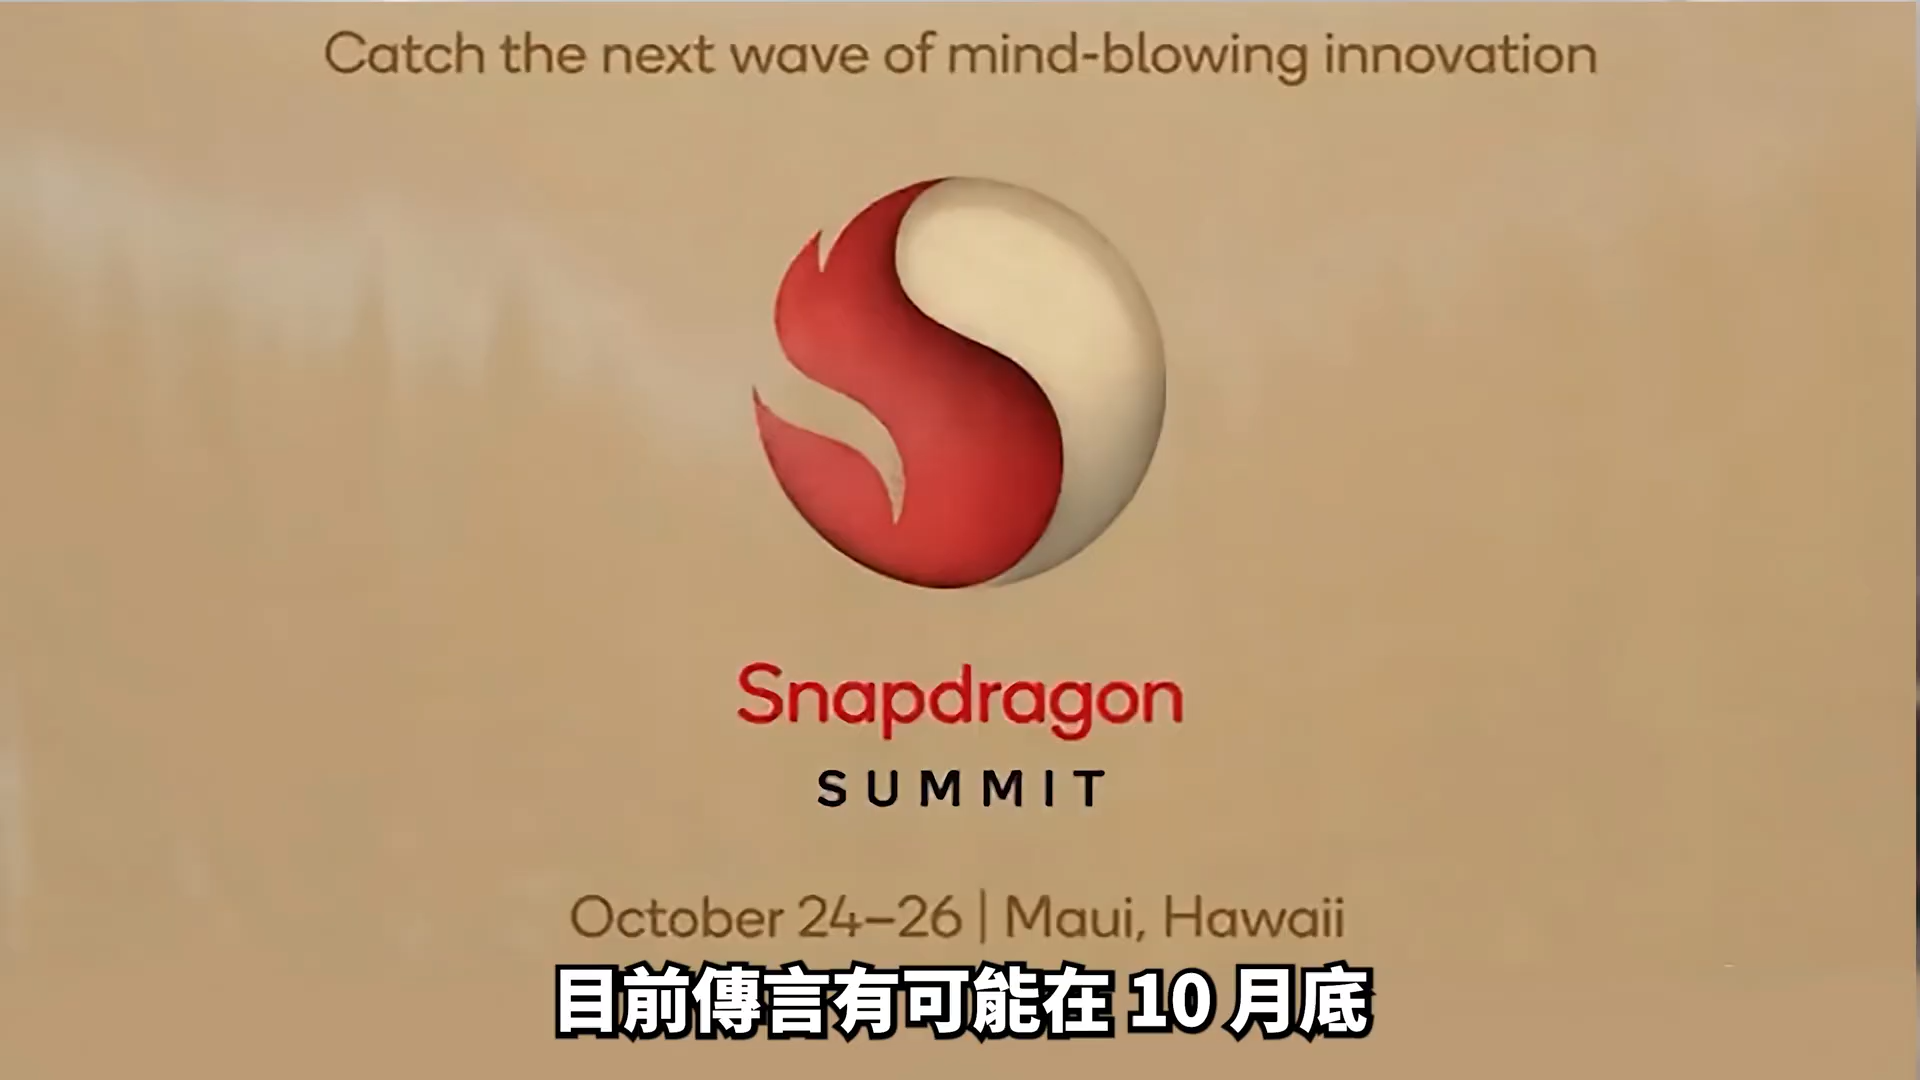 Catch the next wave of mind-blowing innovation
Snapdragon
SUMMIT
October 24–26 | Maui, Hawaii
目前傳言有可能在 10 月底